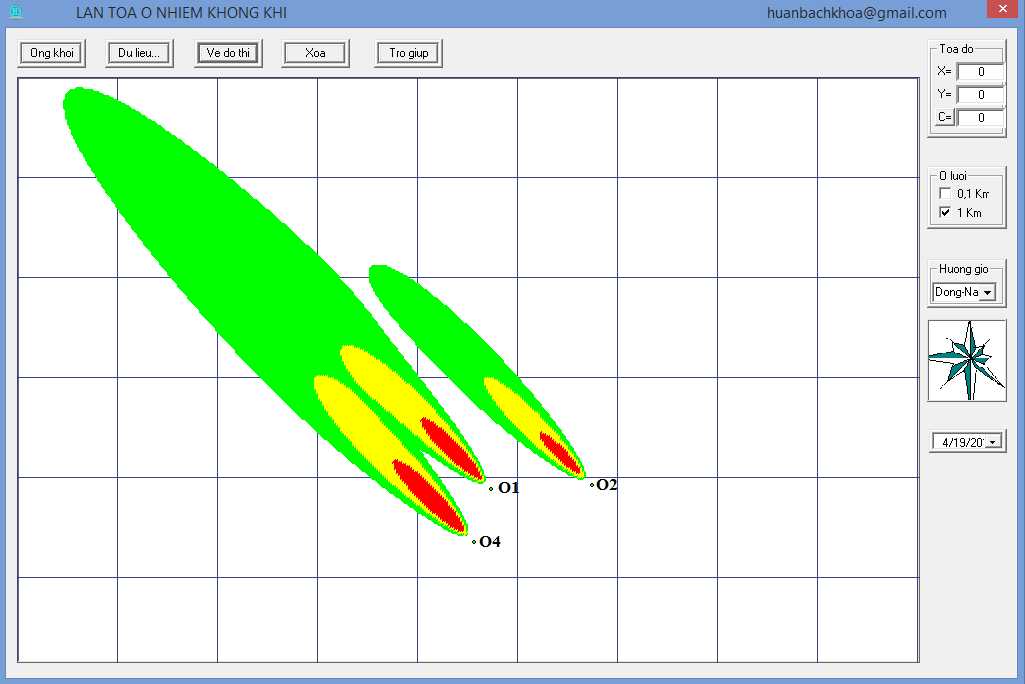 LAN TOA O NHIEM KHONG KHI
huanbachkhoa@gmail.com
Ong khoi
Du lieu...
Ve do thi
Xoa
Tro giup
Toa do
X= 0
Y= 0
C= 0
O luoi
0,1 Km
1 Km
Huong gio
Dong-Na
4/19/20
O1
O2
O4